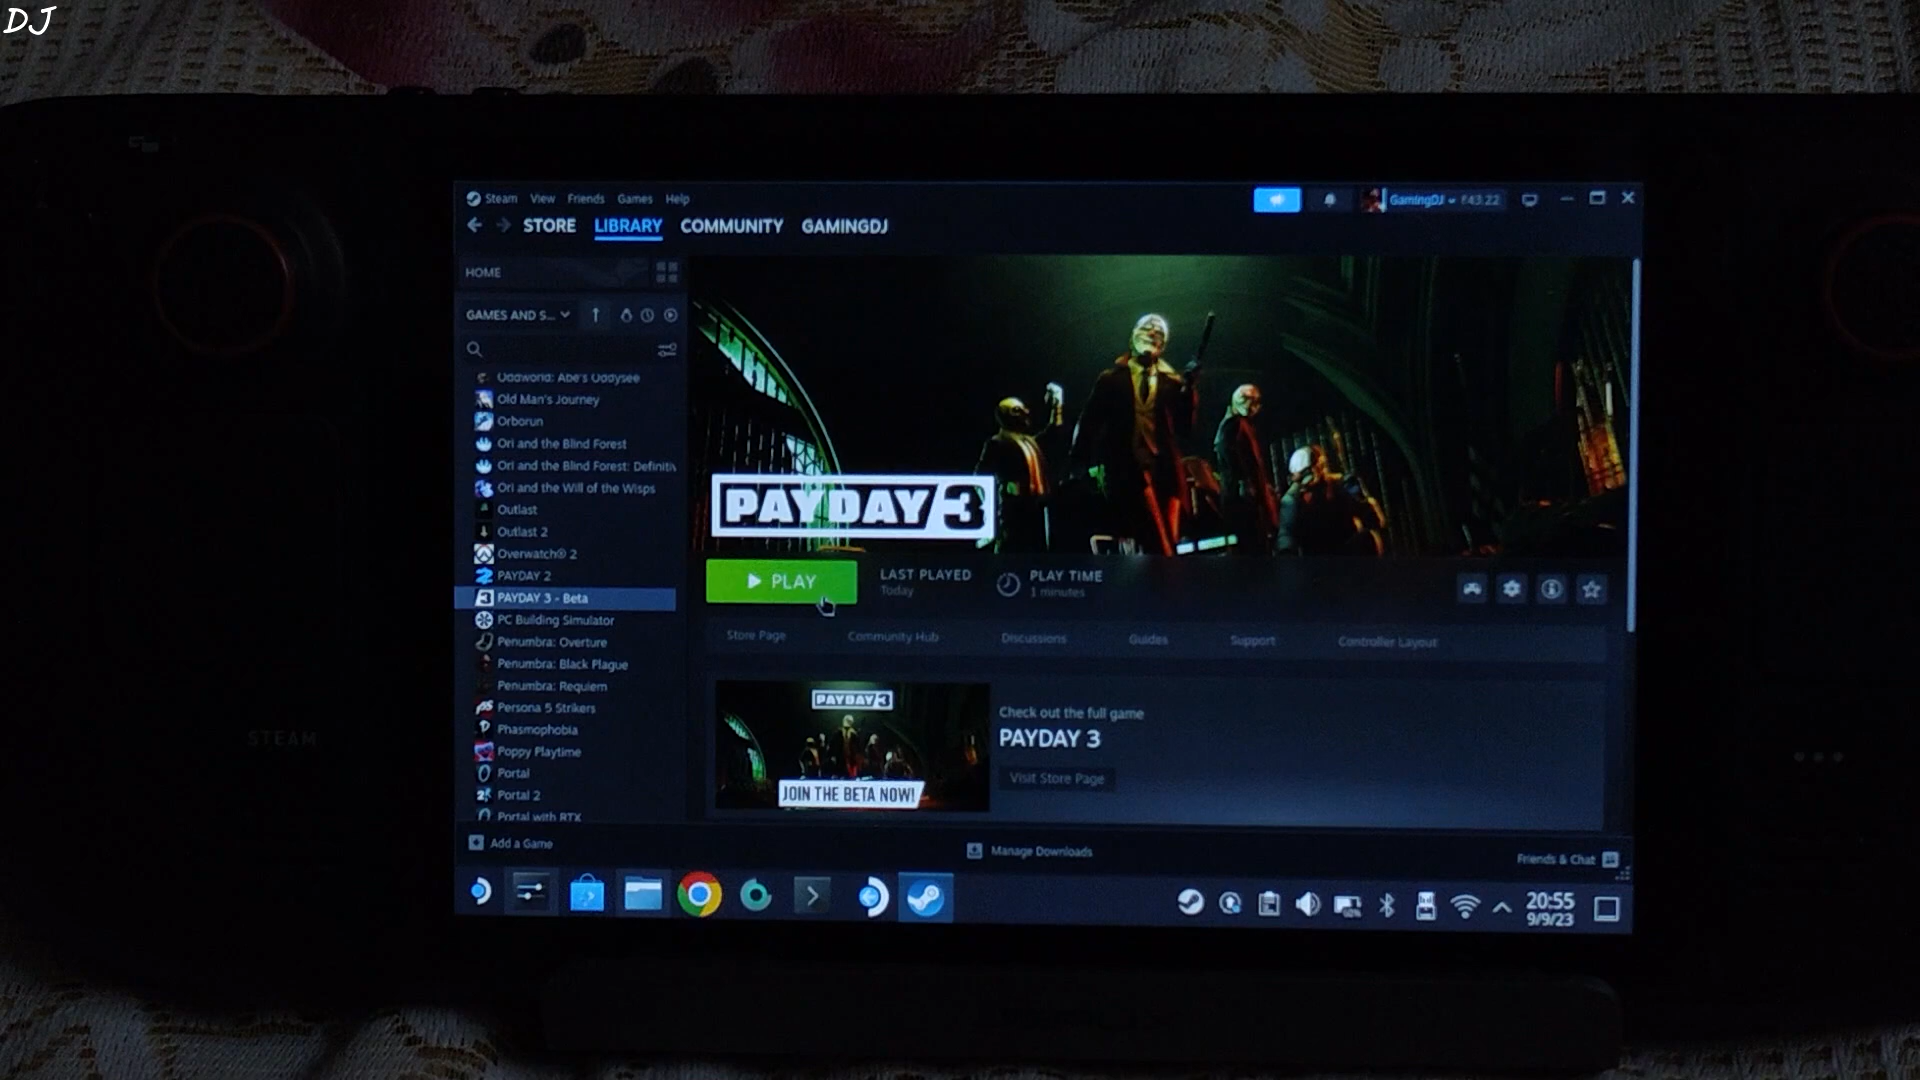 DJ
Steam View Friends Games Help
GamingDJ
STORE LIBRARY COMMUNITY GAMINGDJ
HOME
GAMES AND S...
Oddworld: Abe's Oddysee
Old Man's Journey
Orborun
Ori and the Blind Forest
Ori and the Blind Forest: Definitiv
Ori and the Will of the Wisps
Outlast
Outlast 2
Overwatch® 2
PAYDAY 2
PAYDAY 3 - Beta
PC Building Simulator
Penumbra: Overture
Penumbra: Black Plague
Penumbra: Requiem
Persona 5 Strikers
Phasmophobia
Poppy Playtime
Portal
Portal 2
Portal with RTX
PAYDAY 3
PLAY
LAST PLAYED
Today
PLAY TIME
1 minutes
Store Page Community Hub Discussions Guides Support Controller Layout
PAYDAY 3
JOIN THE BETA NOW!
Check out the full game
PAYDAY 3
Visit Store Page
Add a Game
Manage Downloads
Friends & Chat
20:55
9/9/23
STEAM